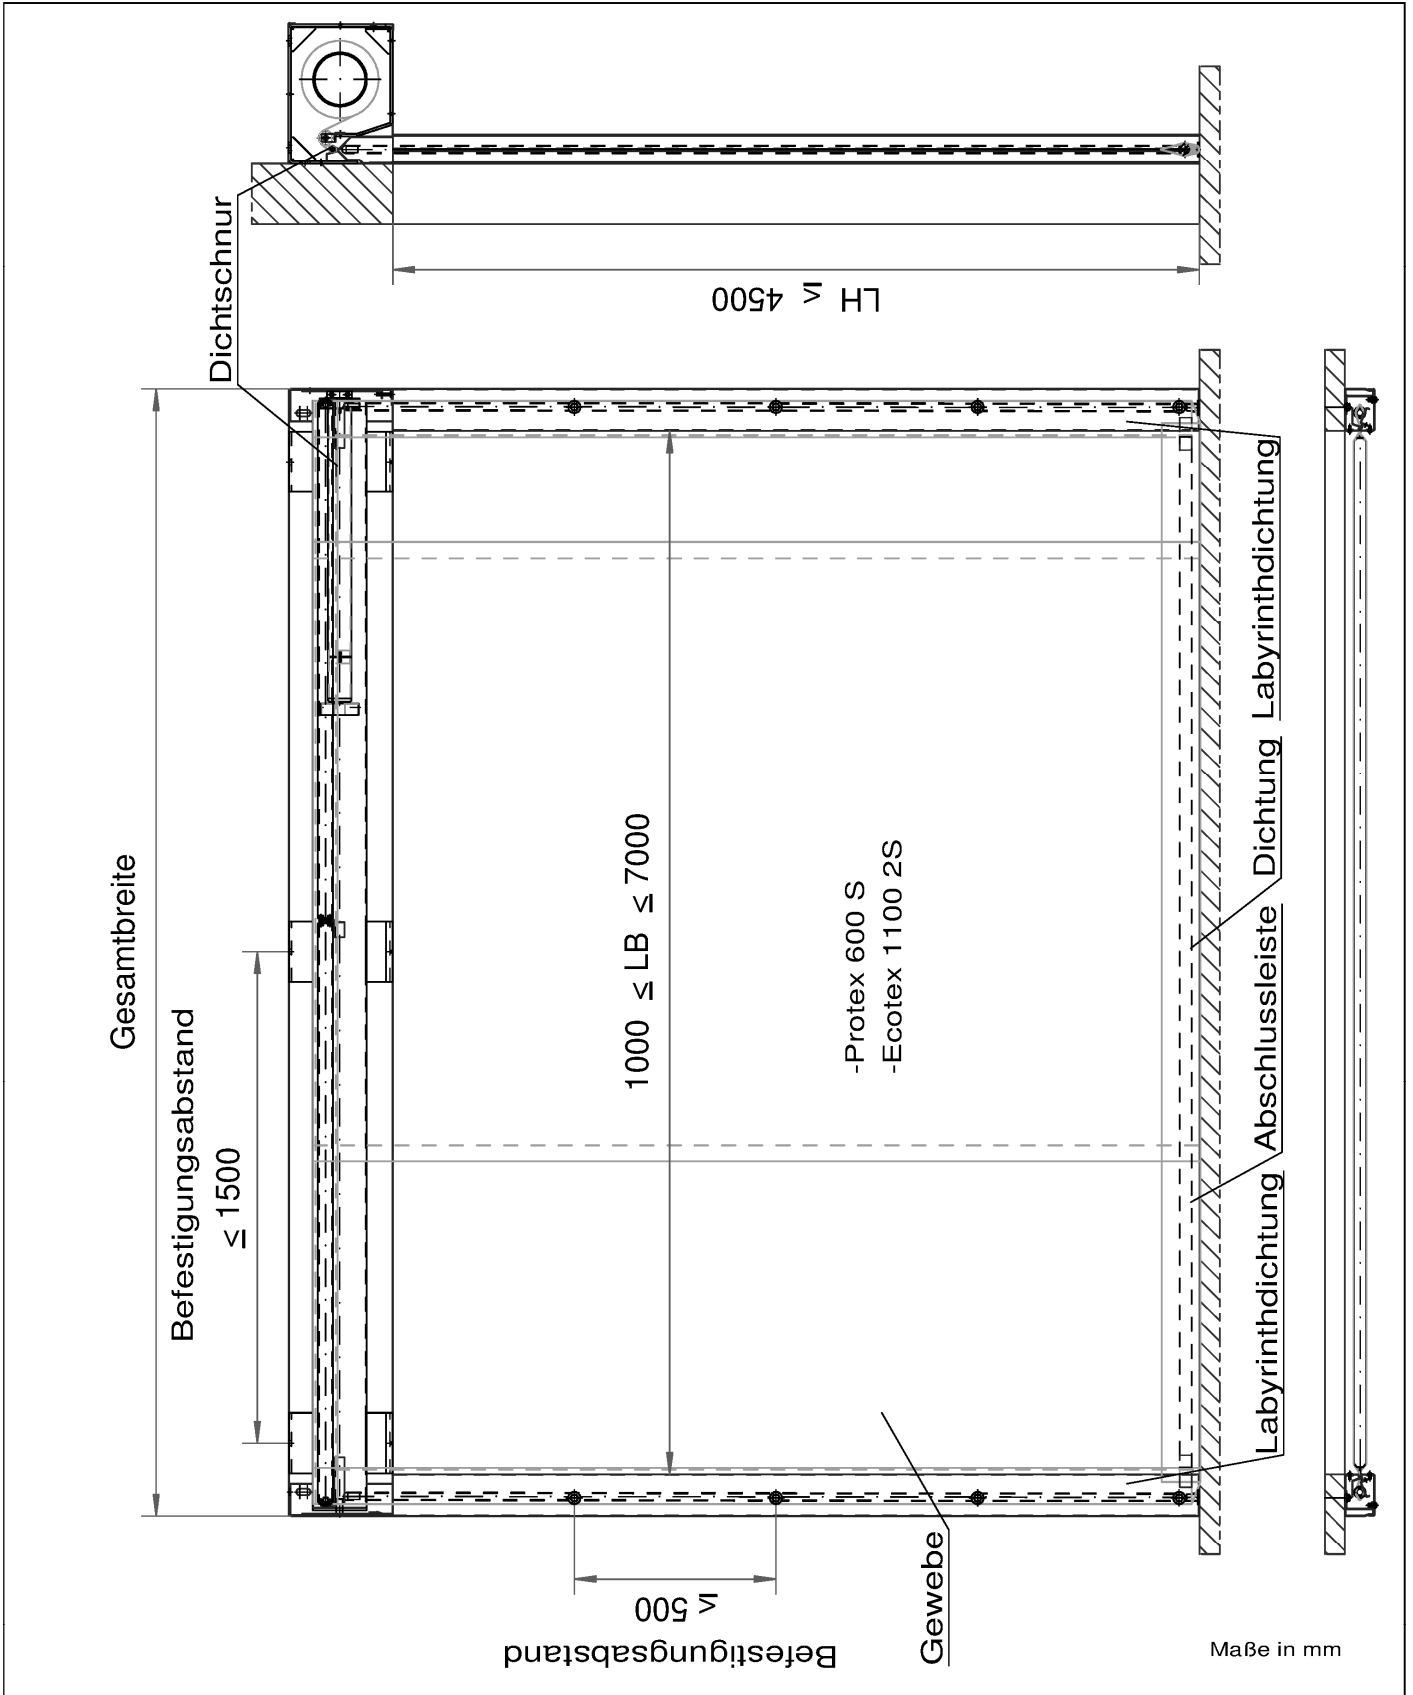 Gesamtbreite
Befestigungsabstand
≤ 1500
Dichtschnur
LH ≤ 4500
1000 ≤ LB ≤ 7000
-Protex 600 S
-Ecotex 1100 2S
Befestigungsabstand
≤ 500
Gewebe
Labyrinthdichtung
Abschlussleiste
Dichtung
Labyrinthdichtung
Maße in mm